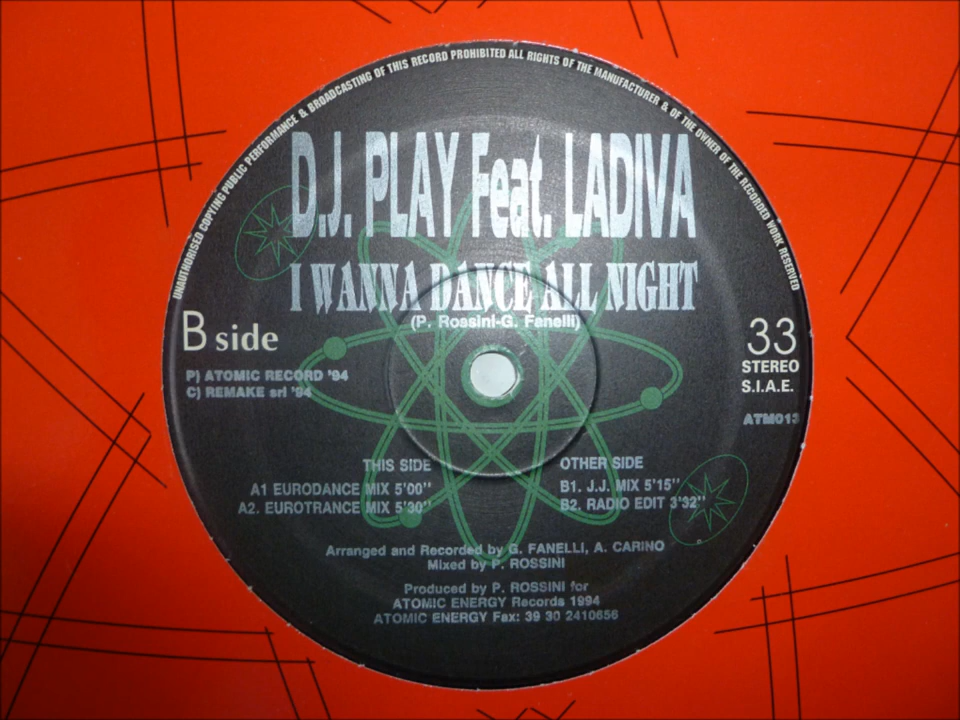 UNAUTHORISED COPYING PUBLIC PERFORMANCE & BROADCASTING OF THIS RECORD PROHIBITED ALL RIGHTS OF THE MANUFACTURER & OF THE OWNER OF THE RECORDED WORK RESERVED
D.J. PLAY Feat. LADIVA
I WANNA DANCE ALL NIGHT
(P. Rossini-G. Fanelli)
B side
P) ATOMIC RECORD '94
C) REMAKE srl '94
33
STEREO
S.I.A.E.
ATM013
THIS SIDE
A1 EURODANCE MIX 5'00''
A2. EUROTRANCE MIX 5'30''
OTHER SIDE
B1. J.J. MIX 5'15''
B2. RADIO EDIT 3'32''
Arranged and Recorded by G. FANELLI, A. CARINO
Mixed by P. ROSSINI
Produced by P. ROSSINI for
ATOMIC ENERGY Records 1994
ATOMIC ENERGY Fax: 39 30 2410656